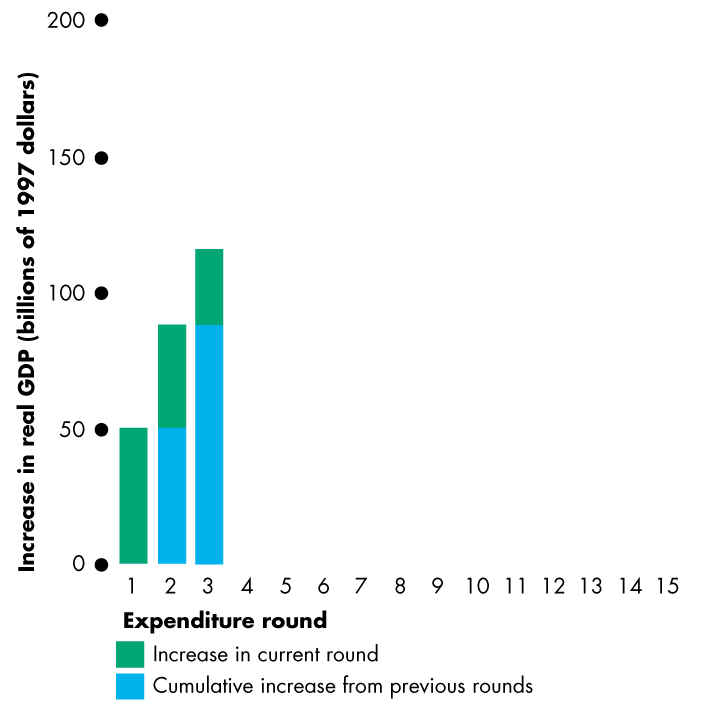 Increase in real GDP (billions of 1997 dollars)
200
150
100
50
0
1 2 3 4 5 6 7 8 9 10 11 12 13 14 15
Expenditure round
Increase in current round
Cumulative increase from previous rounds